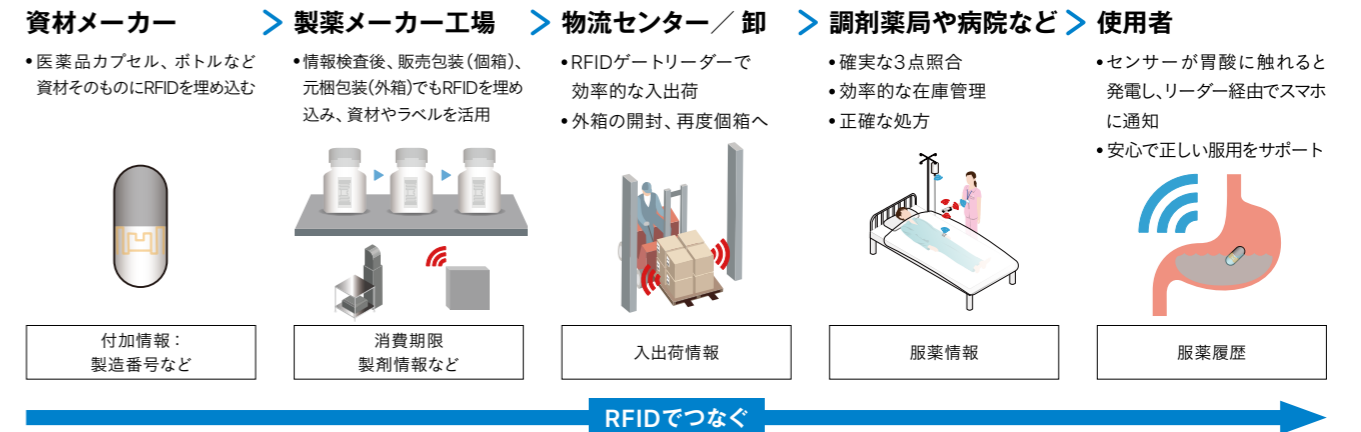 資材メーカー
•医薬品カプセル、ボトルなど
資材そのものにRFIDを埋め込む
付加情報：
製造番号など
製薬メーカー工場
•情報検査後、販売包装（個箱）、
元梱包（外箱）でもRFIDを埋め
込み、資材やラベルを活用
消費期限
製剤情報など
物流センター／卸
•RFIDゲートリーダーで
効率的な入出荷
•外箱の開封、再度個箱へ
入出荷情報
調剤薬局や病院など
•確実な3点照合
•効率的な在庫管理
•正確な処方
服薬情報
使用者
•センサーが胃酸に触れると
発電し、リーダー経由でスマホ
に通知
•安心で正しい服用をサポート
服薬履歴
RFIDでつなぐ